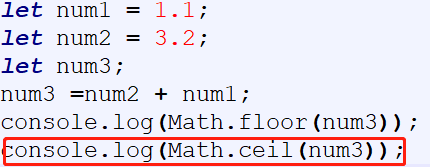 let num1 = 1.1;
let num2 = 3.2;
let num3;
num3 =num2 + num1;
console.log(Math.floor(num3));
console.log(Math.ceil(num3));